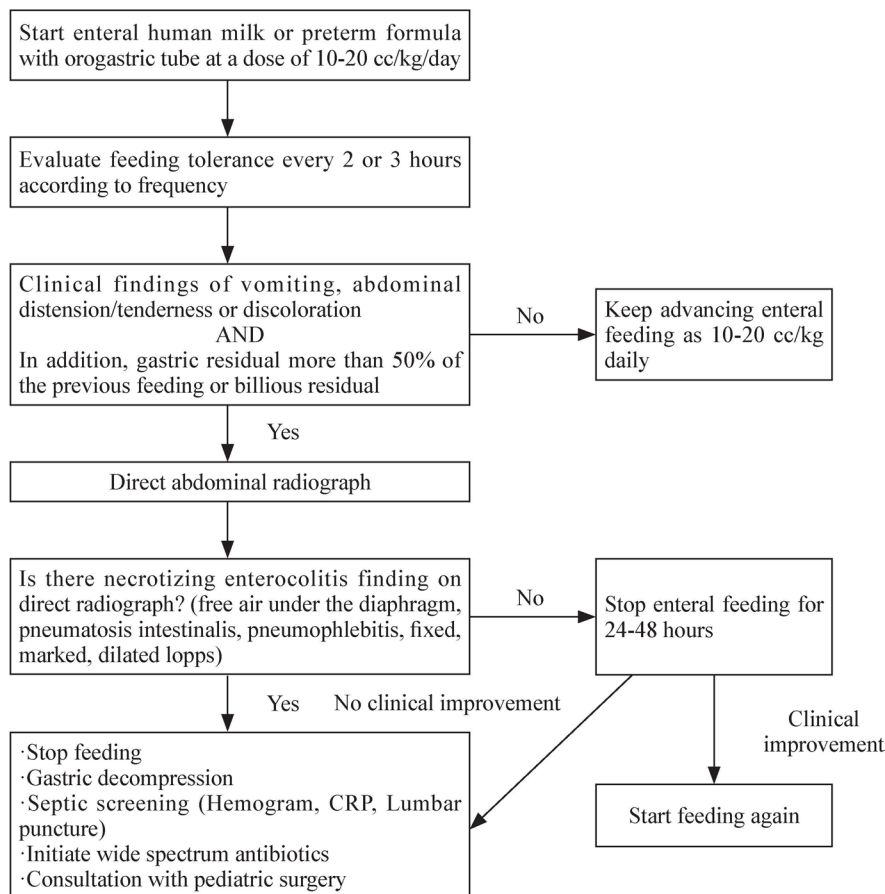 Start enteral human milk or preterm formula
with orogastric tube at a dose of 10-20 cc/kg/day
Evaluate feeding tolerance every 2 or 3 hours
according to frequency
Clinical findings of vomiting, abdominal
distension/tenderness or discoloration
AND
In addition, gastric residual more than 50% of
the previous feeding or billious residual
No
Keep advancing enteral
feeding as 10-20 cc/kg
daily
Yes
Direct abdominal radiograph
Is there necrotizing enterocolitis finding on
direct radiograph? (free air under the diaphragm,
pneumatosis intestinalis, pneumophlebitis, fixed,
marked, dilated lopps)
No
Stop enteral feeding for
24-48 hours
Yes
No clinical improvement
Clinical
improvement
·Stop feeding
·Gastric decompression
·Septic screening (Hemogram, CRP, Lumbar
puncture)
·Initiate wide spectrum antibiotics
·Consultation with pediatric surgery
Start feeding again